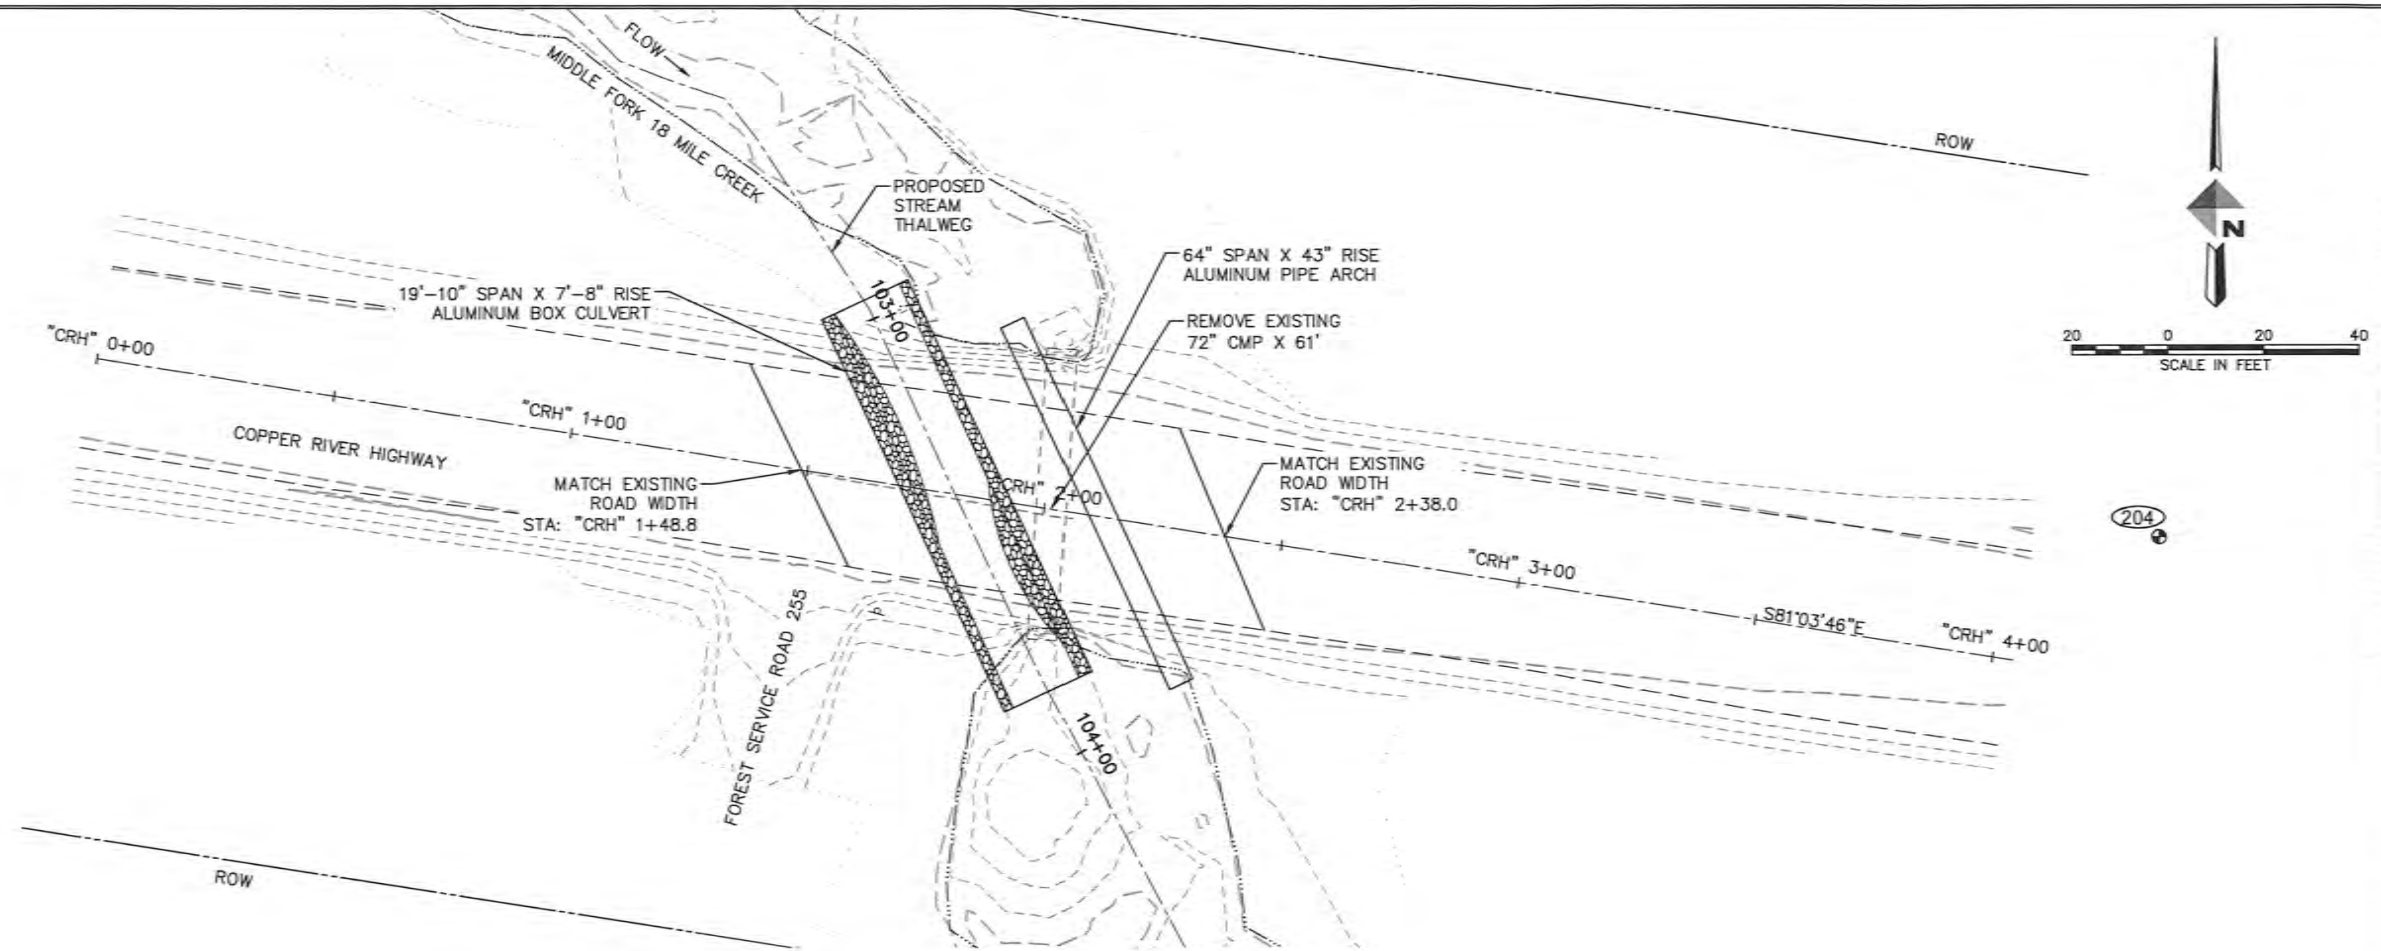 FLOW
MIDDLE FORK 18 MILE CREEK
ROW
PROPOSED
STREAM
THALWEG
N
64" SPAN X 43" RISE
ALUMINUM PIPE ARCH
19'-10" SPAN X 7'-8" RISE
ALUMINUM BOX CULVERT
103+00
REMOVE EXISTING
72" CMP X 61'
20 0 20 40
SCALE IN FEET
"CRH" 0+00
"CRH" 1+00
COPPER RIVER HIGHWAY
MATCH EXISTING
ROAD WIDTH
STA: "CRH" 1+48.8
CRH" 2+00
MATCH EXISTING
ROAD WIDTH
STA: "CRH" 2+38.0
204
"CRH" 3+00
S81°03'46"E
"CRH" 4+00
FOREST SERVICE ROAD 255
P
104+00
ROW